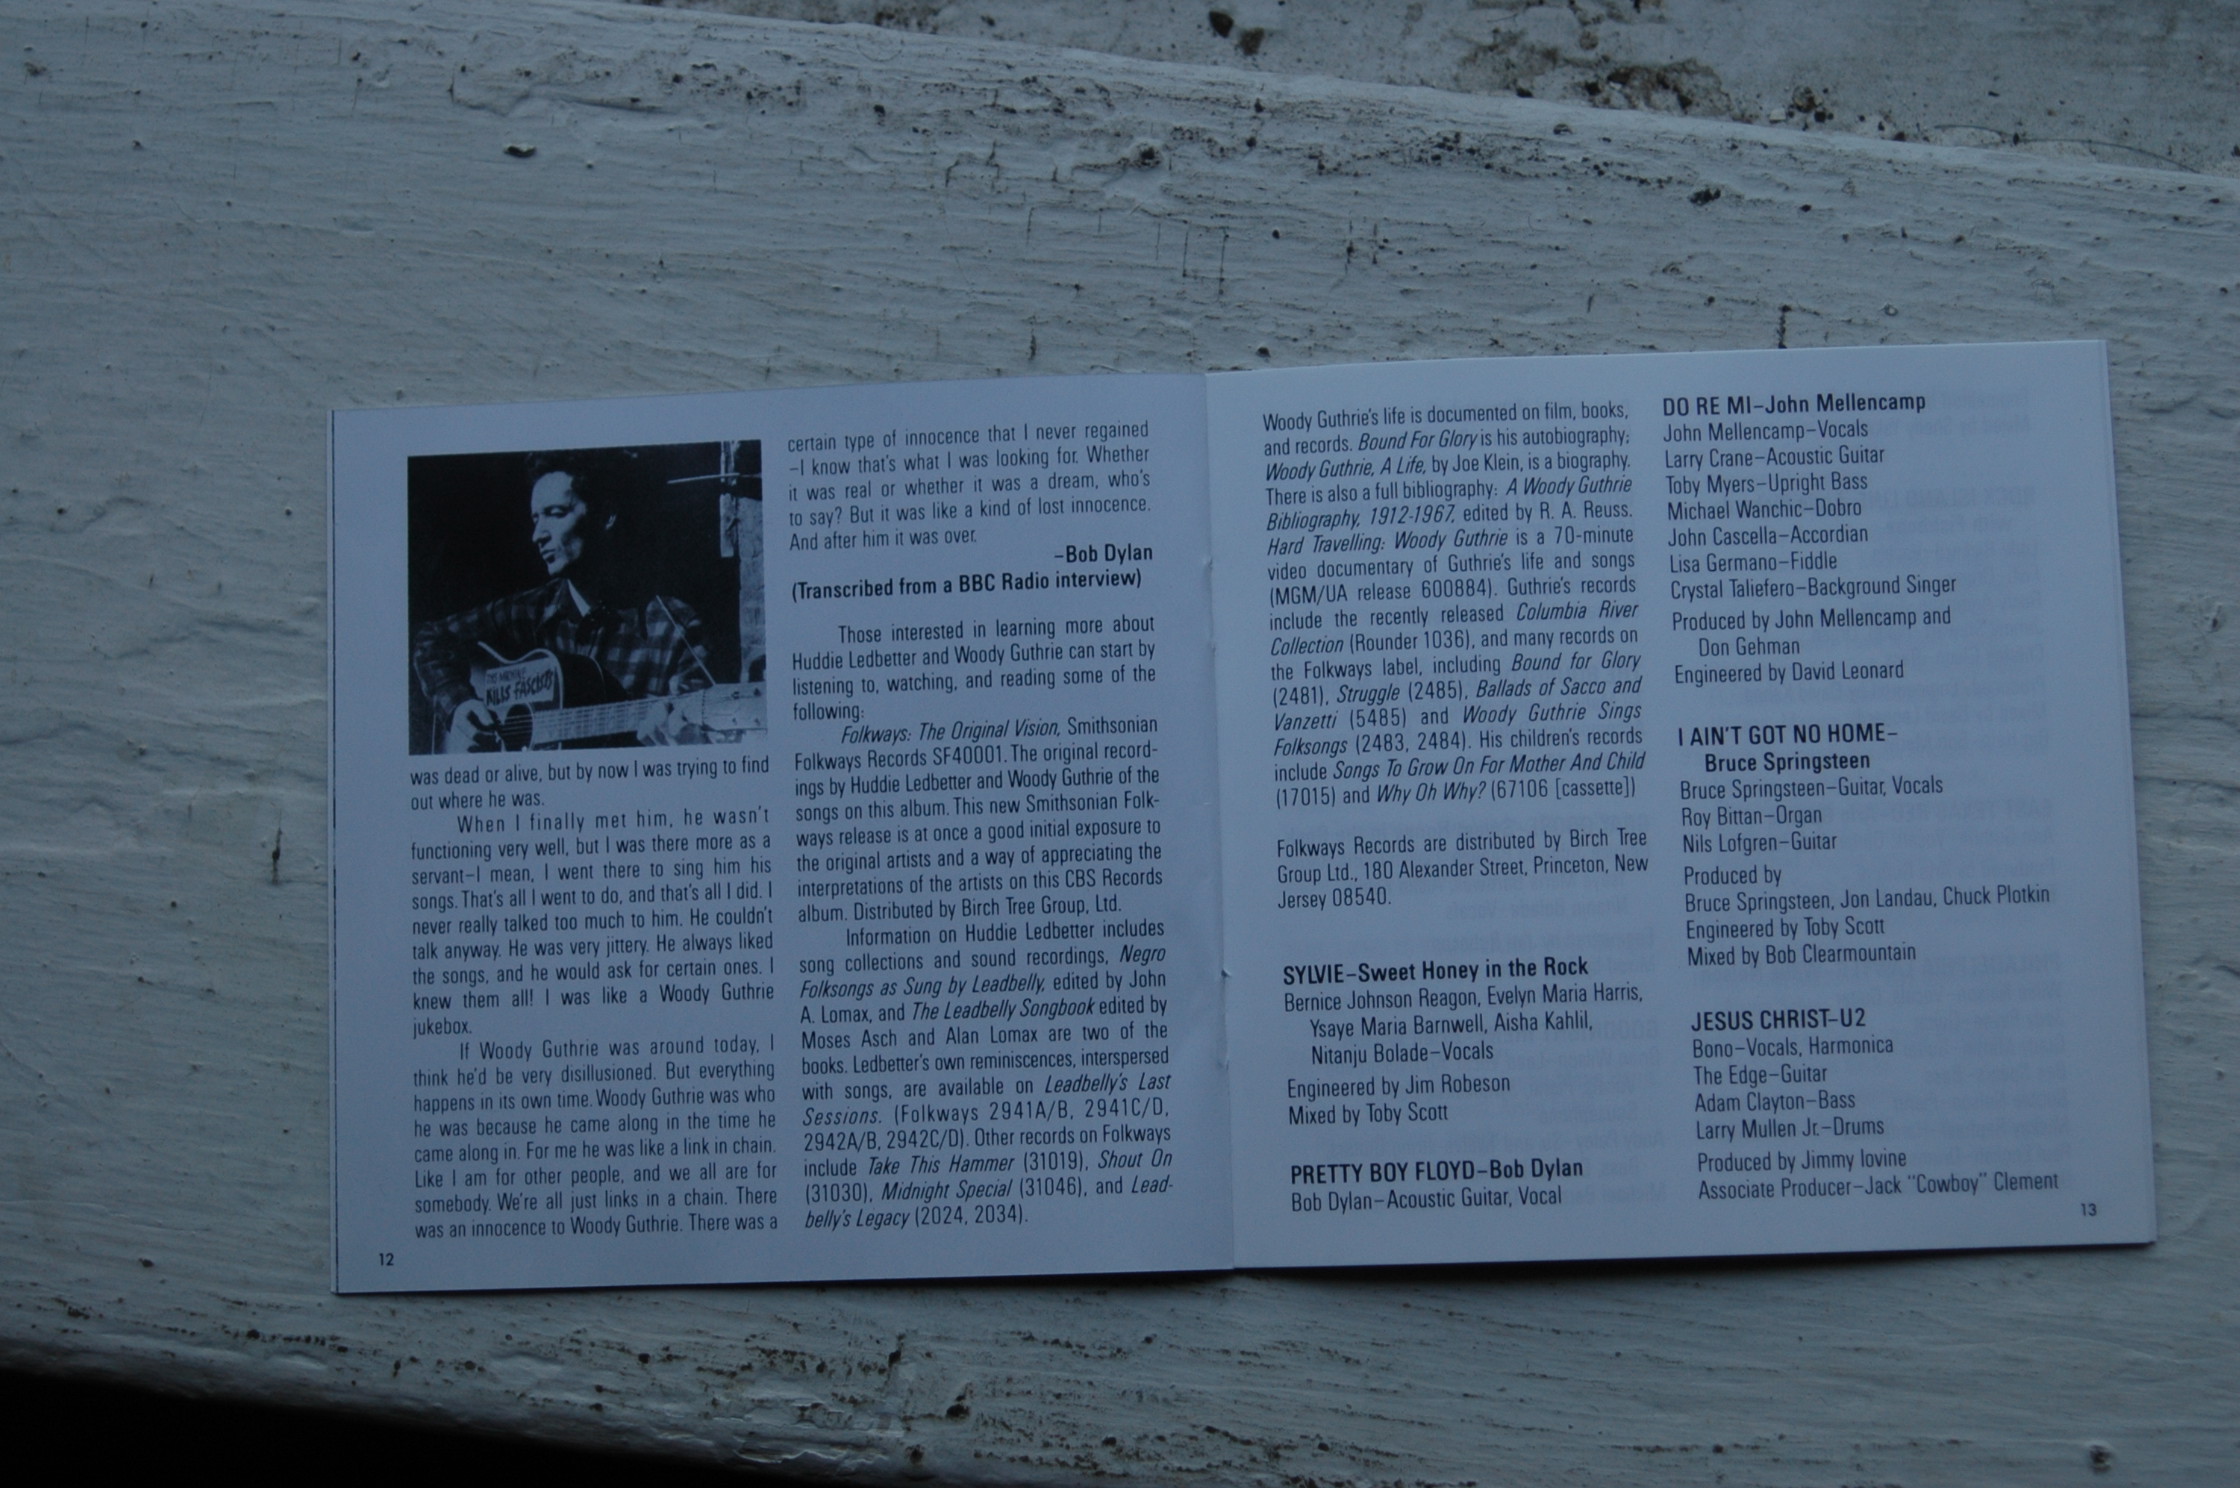 THIS MACHINE
KILLS FASCISTS
was dead or alive, but by now I was trying to find
out where he was.
When I finally met him, he wasn't
functioning very well, but I was there more as a
servant–I mean, I went there to sing him his
songs. That's all I went to do, and that's all I did. I
never really talked too much to him. He couldn't
talk anyway. He was very jittery. He always liked
the songs, and he would ask for certain ones. I
knew them all! I was like a Woody Guthrie
jukebox.
If Woody Guthrie was around today, I
think he'd be very disillusioned. But everything
happens in its own time. Woody Guthrie was who
he was because he came along in the time he
came along in. For me he was like a link in chain.
Like I am for other people, and we all are for
somebody. We're all just links in a chain. There
was an innocence to Woody Guthrie. There was a
12
certain type of innocence that I never regained
–I know that's what I was looking for. Whether
it was real or whether it was a dream, who's
to say? But it was like a kind of lost innocence.
And after him it was over.
–Bob Dylan
(Transcribed from a BBC Radio interview)
Those interested in learning more about
Huddie Ledbetter and Woody Guthrie can start by
listening to, watching, and reading some of the
following:
Folkways: The Original Vision, Smithsonian
Folkways Records SF40001. The original record-
ings by Huddie Ledbetter and Woody Guthrie of the
songs on this album. This new Smithsonian Folk-
ways release is at once a good initial exposure to
the original artists and a way of appreciating the
interpretations of the artists on this CBS Records
album. Distributed by Birch Tree Group, Ltd.
Information on Huddie Ledbetter includes
song collections and sound recordings, Negro
Folksongs as Sung by Leadbelly, edited by John
A. Lomax, and The Leadbelly Songbook edited by
Moses Asch and Alan Lomax are two of the
books. Ledbetter's own reminiscences, interspersed
with songs, are available on Leadbelly's Last
Sessions. (Folkways 2941A/B, 2941C/D,
2942A/B, 2942C/D). Other records on Folkways
include Take This Hammer (31019), Shout On
(31030), Midnight Special (31046), and Lead-
belly's Legacy (2024, 2034).
Woody Guthrie's life is documented on film, books,
and records. Bound For Glory is his autobiography;
Woody Guthrie, A Life, by Joe Klein, is a biography.
There is also a full bibliography: A Woody Guthrie
Bibliography, 1912-1967, edited by R. A. Reuss.
Hard Travelling: Woody Guthrie is a 70-minute
video documentary of Guthrie's life and songs
(MGM/UA release 600884). Guthrie's records
include the recently released Columbia River
Collection (Rounder 1036), and many records on
the Folkways label, including Bound for Glory
(2481), Struggle (2485), Ballads of Sacco and
Vanzetti (5485) and Woody Guthrie Sings
Folksongs (2483, 2484). His children's records
include Songs To Grow On For Mother And Child
(17015) and Why Oh Why? (67106 [cassette])
Folkways Records are distributed by Birch Tree
Group Ltd., 180 Alexander Street, Princeton, New
Jersey 08540.
SYLVIE–Sweet Honey in the Rock
Bernice Johnson Reagon, Evelyn Maria Harris,
Ysaye Maria Barnwell, Aisha Kahlil,
Nitanju Bolade–Vocals
Engineered by Jim Robeson
Mixed by Toby Scott
PRETTY BOY FLOYD–Bob Dylan
Bob Dylan–Acoustic Guitar, Vocal
DO RE MI–John Mellencamp
John Mellencamp–Vocals
Larry Crane–Acoustic Guitar
Toby Myers–Upright Bass
Michael Wanchic–Dobro
John Cascella–Accordian
Lisa Germano–Fiddle
Crystal Taliefero–Background Singer
Produced by John Mellencamp and
Don Gehman
Engineered by David Leonard
I AIN'T GOT NO HOME–
Bruce Springsteen
Bruce Springsteen–Guitar, Vocals
Roy Bittan–Organ
Nils Lofgren–Guitar
Produced by
Bruce Springsteen, Jon Landau, Chuck Plotkin
Engineered by Toby Scott
Mixed by Bob Clearmountain
JESUS CHRIST–U2
Bono–Vocals, Harmonica
The Edge–Guitar
Adam Clayton–Bass
Larry Mullen Jr.–Drums
Produced by Jimmy Iovine
Associate Producer–Jack "Cowboy" Clement
13